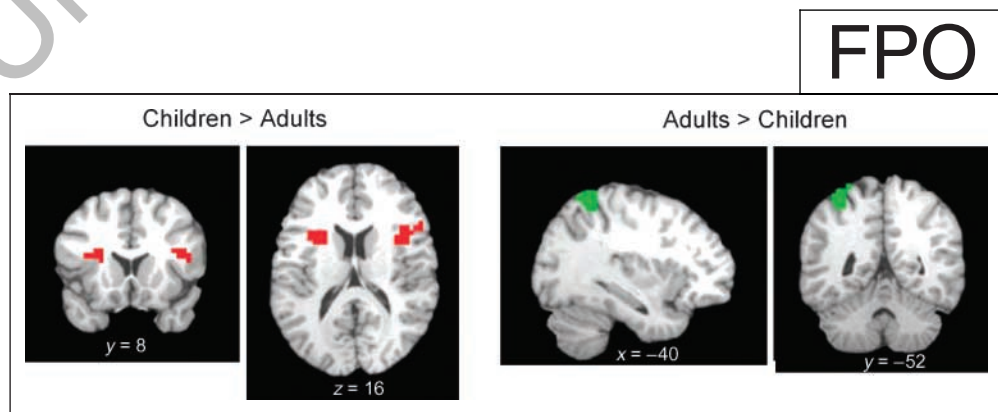 FPO
Children > Adults
Adults > Children
y = 8
z = 16
x = −40
y = −52